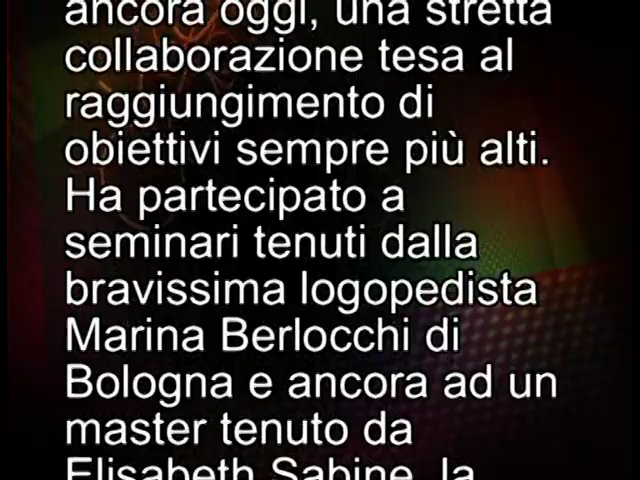 ancora oggi, una stretta
collaborazione tesa al
raggiungimento di
obiettivi sempre più alti.
Ha partecipato a
seminari tenuti dalla
bravissima logopedista
Marina Berlocchi di
Bologna e ancora ad un
master tenuto da
Elisabeth Sabine, la